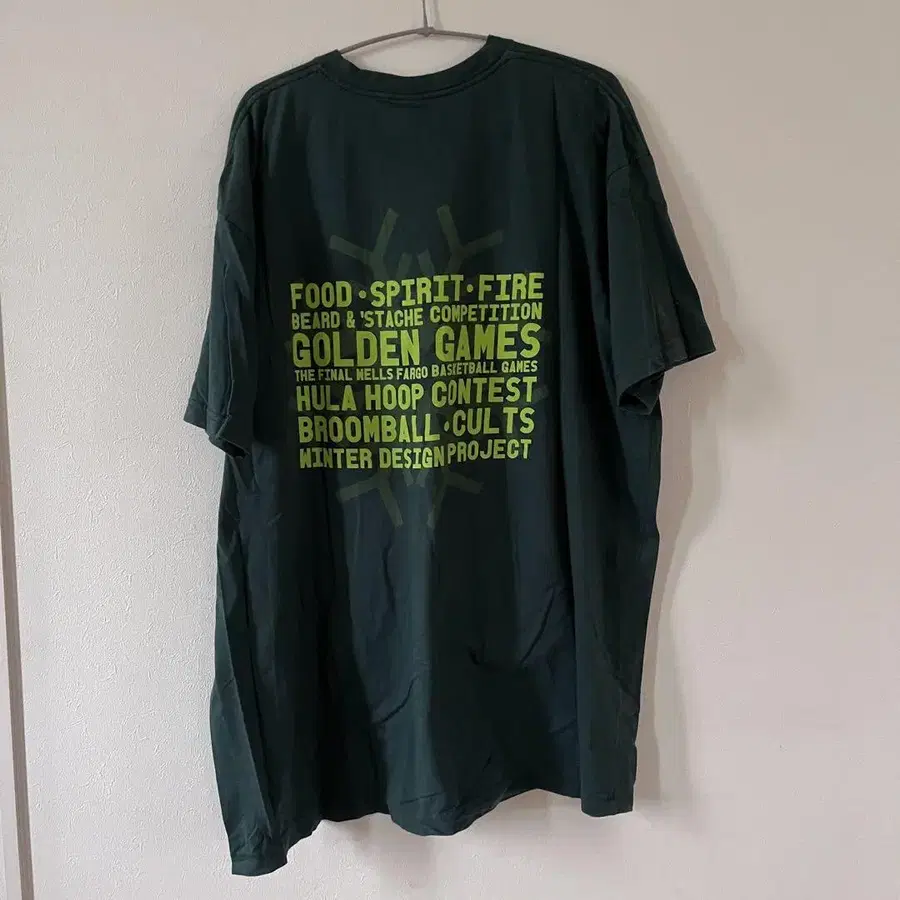 FOOD • SPIRIT • FIRE
BEARD & 'STACHE COMPETITION
GOLDEN GAMES
THE FINAL WELLS FARGO BASKETBALL GAMES
HULA HOOP CONTEST
BROOMBALL • CULTS
WINTER DESIGN PROJECT